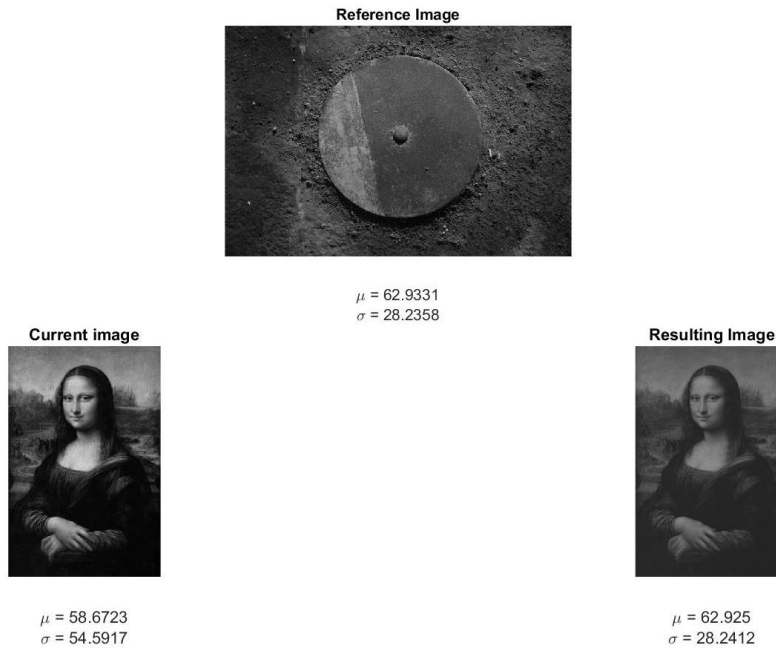 Reference Image
μ = 62.9331
σ = 28.2358
Current image
μ = 58.6723
σ = 54.5917
Resulting Image
μ = 62.925
σ = 28.2412